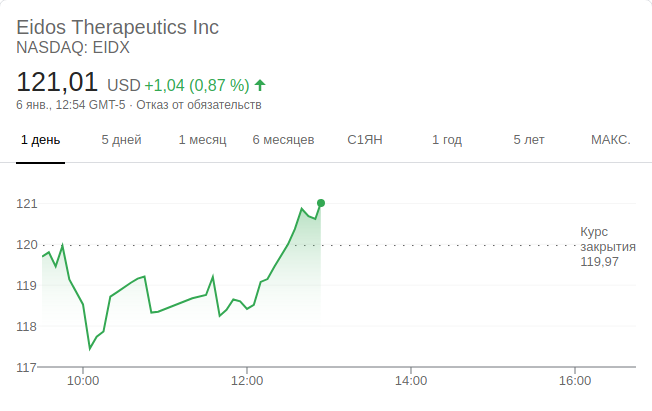 Eidos Therapeutics Inc
NASDAQ: EIDX
121,01 USD +1,04 (0,87 %)
6 янв., 12:54 GMT-5 · Отказ от обязательств
1 день 5 дней 1 месяц 6 месяцев С1ЯН 1 год 5 лет МАКС.
121
120
119
118
117
Курс
закрытия
119,97
10:00 12:00 14:00 16:00